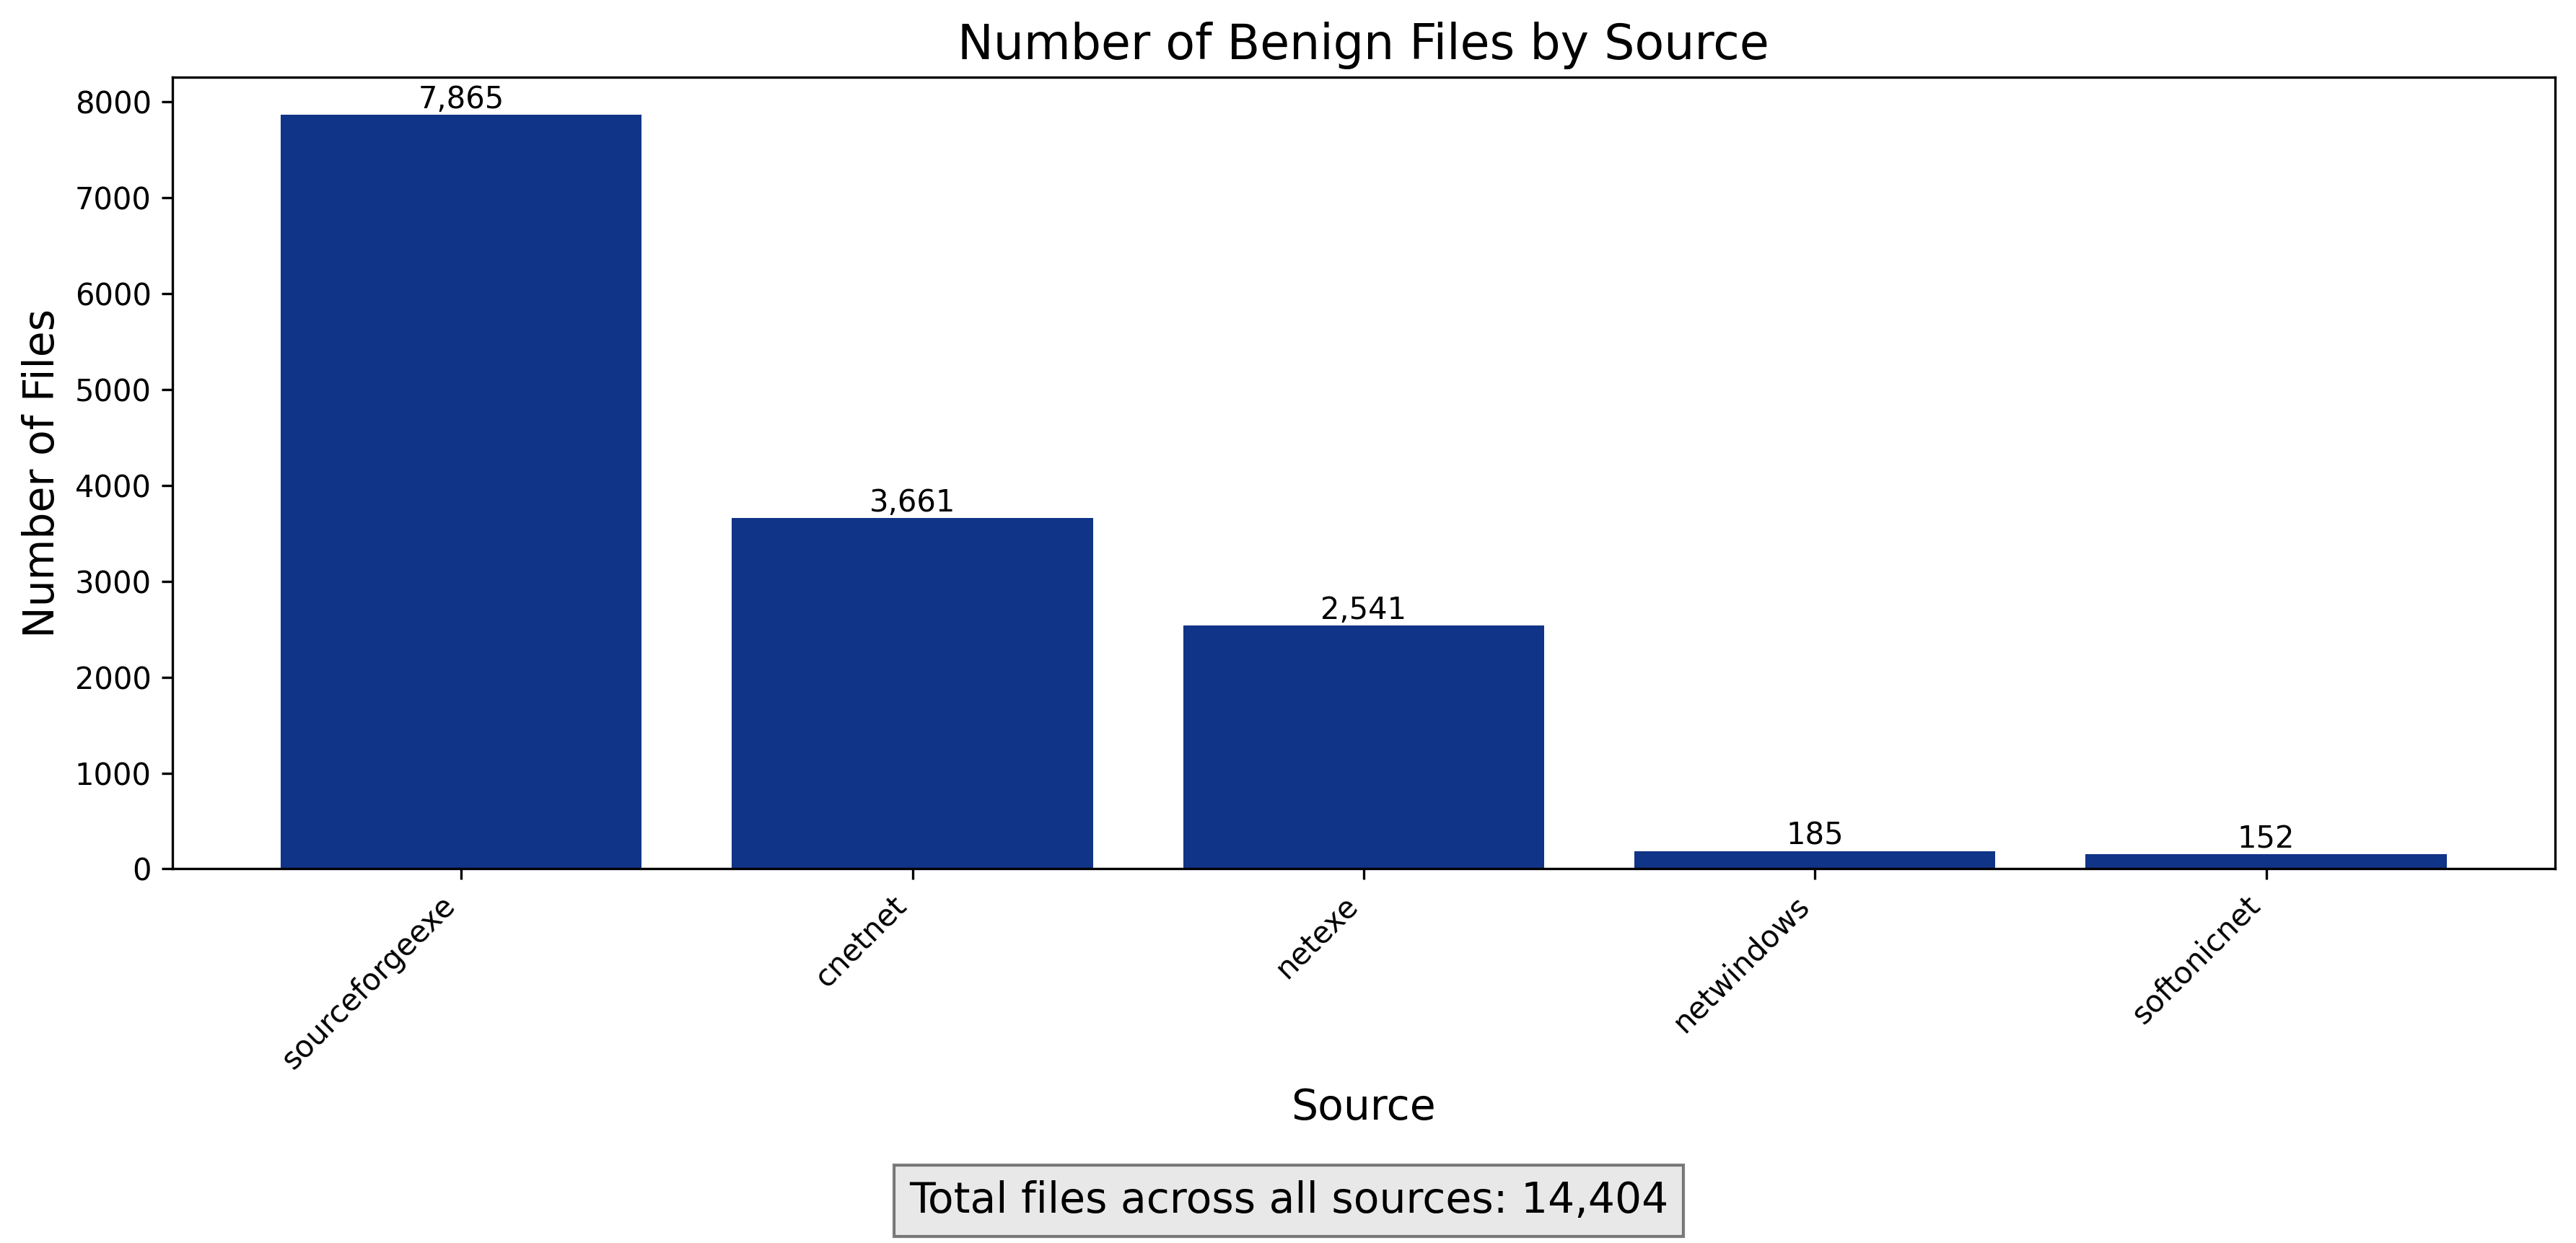 Number of Benign Files by Source
Number of Files
8000
7000
6000
5000
4000
3000
2000
1000
0
7,865
3,661
2,541
185
152
sourceforgeexe
cnetnet
netexe
netwindows
softonicnet
Source
Total files across all sources: 14,404